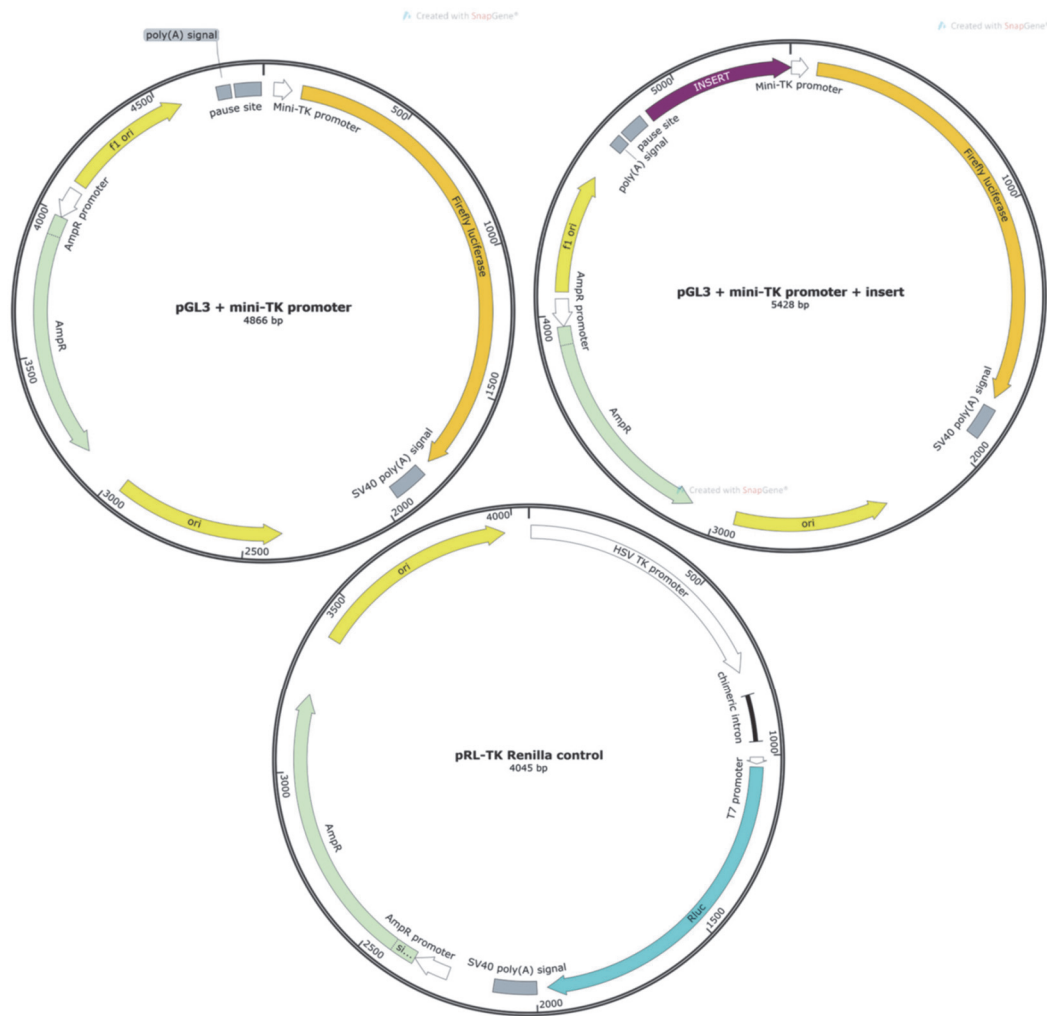 Created with SnapGene®
poly(A) signal
pause site
Mini-TK promoter
4500
500
f1 ori
AmpR promoter
4000
Firefly luciferase
1000
pGL3 + mini-TK promoter
4866 bp
AmpR
3500
1500
SV40 poly(A) signal
3000
2000
ori
2500
Created with SnapGene
5000
INSERT
Mini-TK promoter
pause site
poly(A) signal
Firefly luciferase
1000
f1 ori
AmpR promoter
4000
pGL3 + mini-TK promoter + insert
5428 bp
AmpR
SV40 poly(A) signal
2000
3000
ori
Created with SnapGene®
4000
ori
HSV TK promoter
500
3500
chimeric intron
1000
pRL-TK Renilla control
4045 bp
T7 promoter
3000
AmpR
Rluc
1500
AmpR promoter
si...
2500
SV40 poly(A) signal
2000